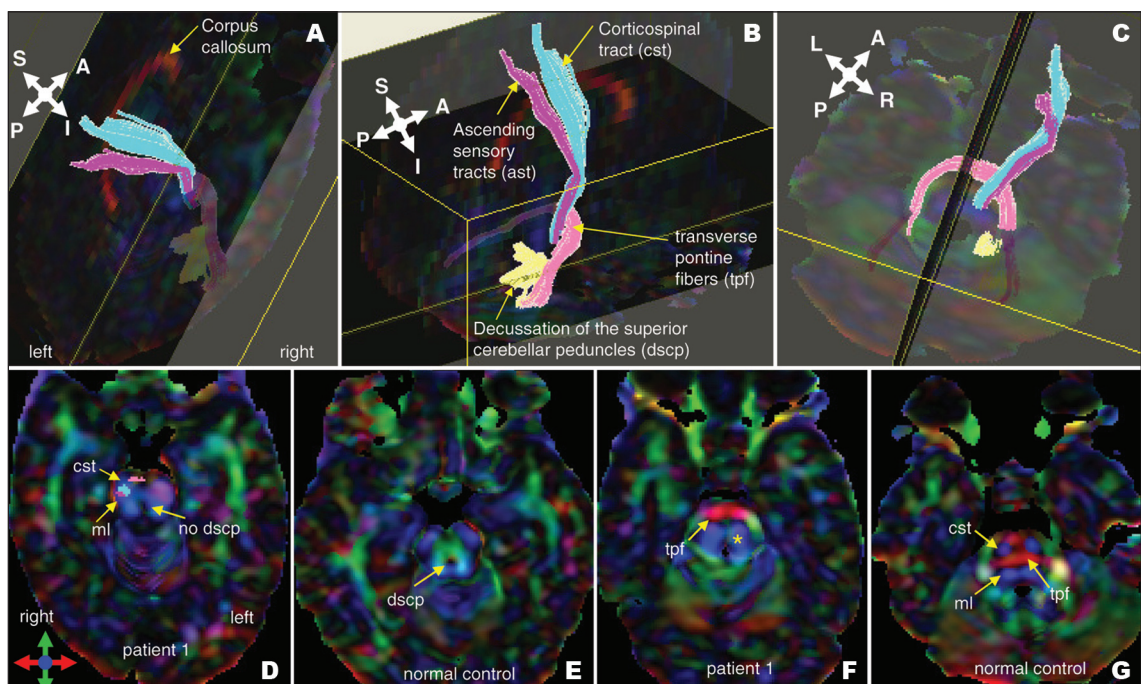 Corpus
callosum
A
S
A
P
I
left
right
Corticospinal
tract (cst)
B
S
A
P
I
Ascending
sensory
tracts (ast)
transverse
pontine
fibers (tpf)
Decussation of the superior
cerebellar peduncles (dscp)
C
L
A
P
R
cst
ml
no dscp
right
left
patient 1
D
dscp
normal control
E
tpf
*
patient 1
F
cst
ml
tpf
normal control
G